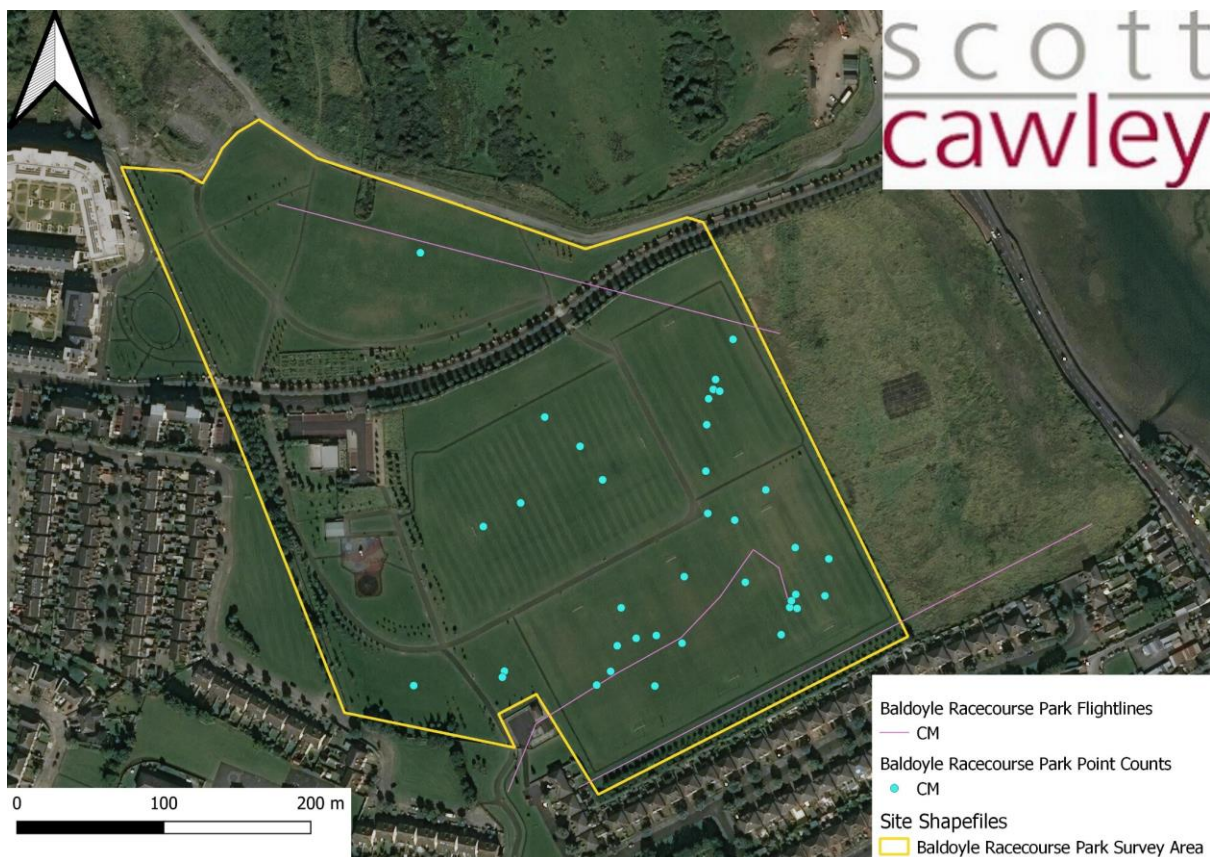 scott
cawley
Baldoyle Racecourse Park Flightlines
CM
Baldoyle Racecourse Park Point Counts
CM
Site Shapefiles
Baldoyle Racecourse Park Survey Area
0 100 200 m